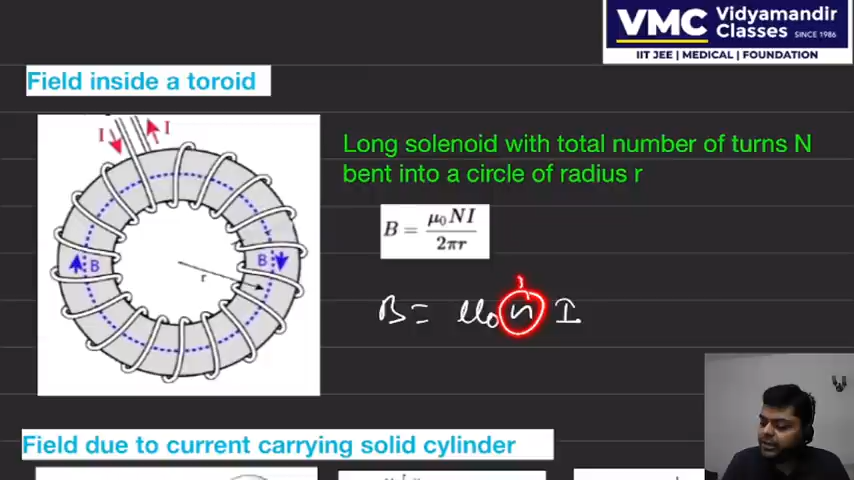 VMC Vidyamandir Classes SINCE 1986
IIT JEE | MEDICAL | FOUNDATION
Field inside a toroid
I I
Long solenoid with total number of turns N
bent into a circle of radius r
B = μ₀NI / 2πr
B B
r
B = μ₀ n I
Field due to current carrying solid cylinder